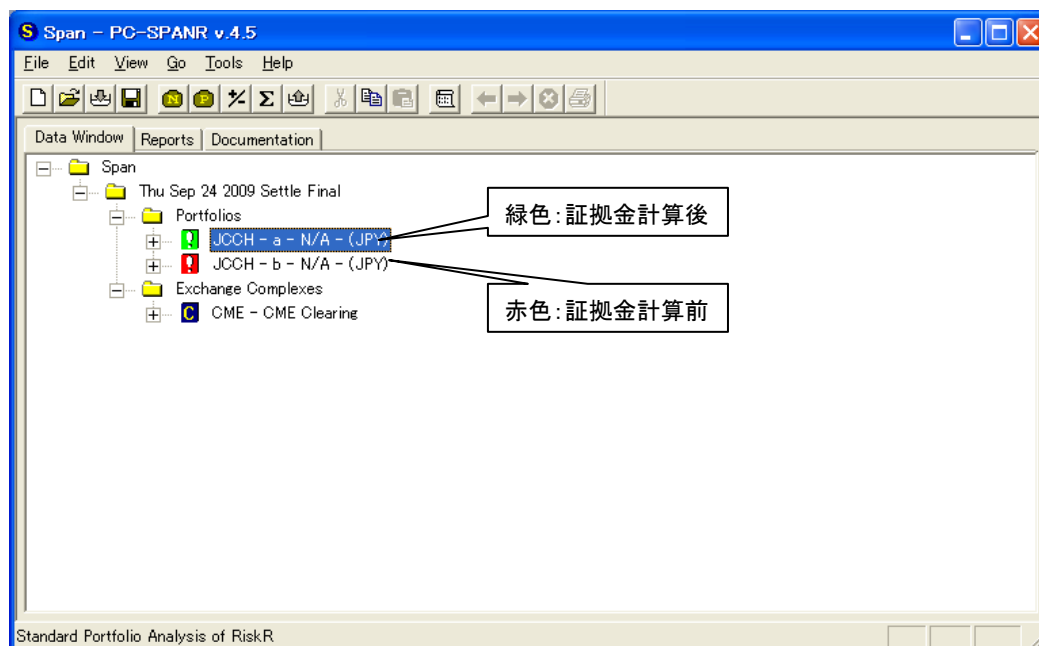 Span - PC-SPANR v.4.5
File Edit View Go Tools Help
Data Window Reports Documentation
Span
Thu Sep 24 2009 Settle Final
Portfolios
JCCH - a - N/A - (JPY)
緑色:証拠金計算後
JCCH - b - N/A - (JPY)
Exchange Complexes
赤色:証拠金計算前
CME - CME Clearing
Standard Portfolio Analysis of RiskR